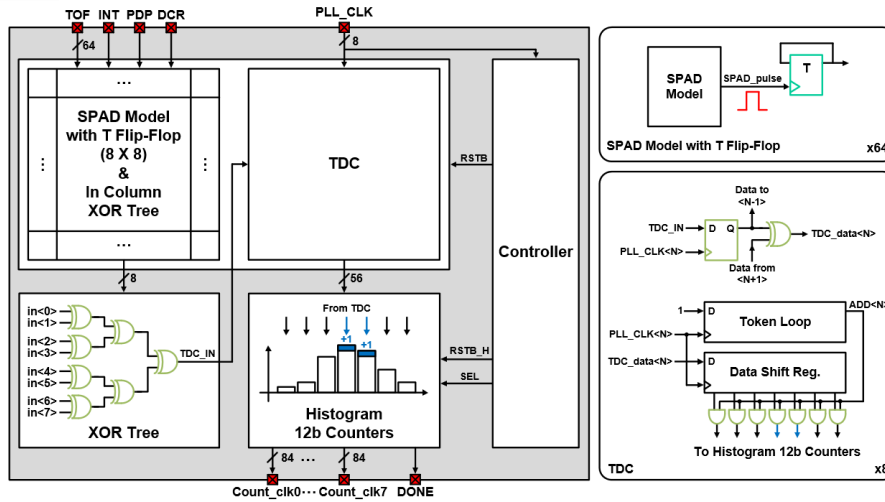 TOF INT PDP DCR
PLL_CLK
64
8
...
SPAD Model
with T Flip-Flop
(8 X 8)
&
In Column
XOR Tree
...
TDC
RSTB
Controller
8
56
in<0>
in<1>
in<2>
in<3>
in<4>
in<5>
in<6>
in<7>
TDC_IN
XOR Tree
From TDC
+1
+1
RSTB_H
SEL
Histogram
12b Counters
84 ... 84
Count_clk0... Count_clk7 DONE
SPAD
Model
SPAD_pulse
T
SPAD Model with T Flip-Flop x64
Data to
<N-1>
TDC_IN
D Q
TDC_data<N>
PLL_CLK<N>
Data from
<N+1>
ADD<N>
1
D
Token Loop
PLL_CLK<N>
TDC_data<N>
D
Data Shift Reg.
To Histogram 12b Counters
TDC x8